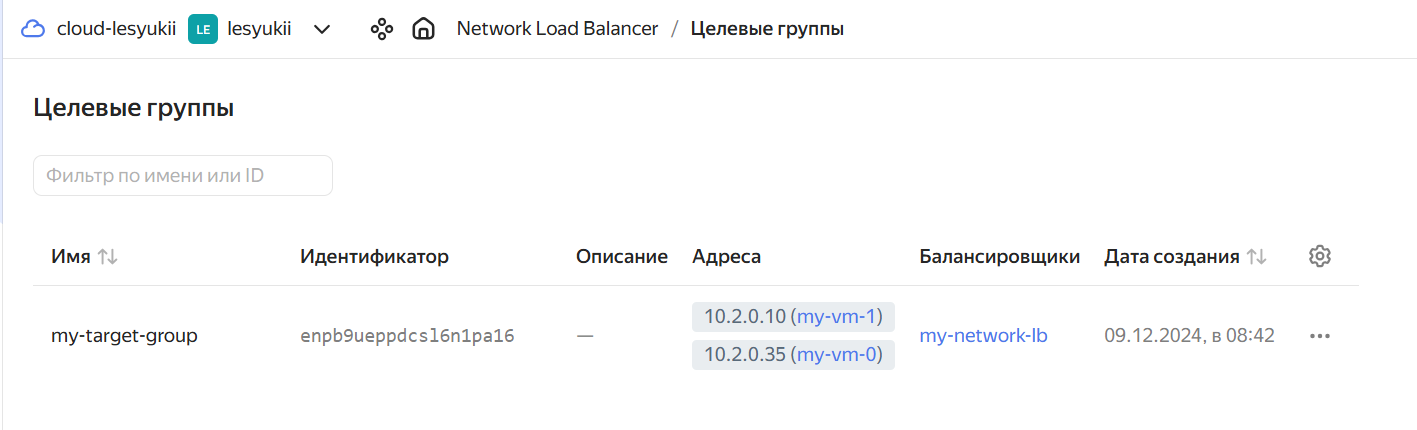 cloud-lesyukii LE lesyukii Network Load Balancer / Целевые группы
Целевые группы
Фильтр по имени или ID
Имя Идентификатор Описание Адреса Балансировщики Дата создания
my-target-group enpb9ueppdcsl6n1pa16 — 10.2.0.10 (my-vm-1) my-network-lb 09.12.2024, в 08:42
10.2.0.35 (my-vm-0)